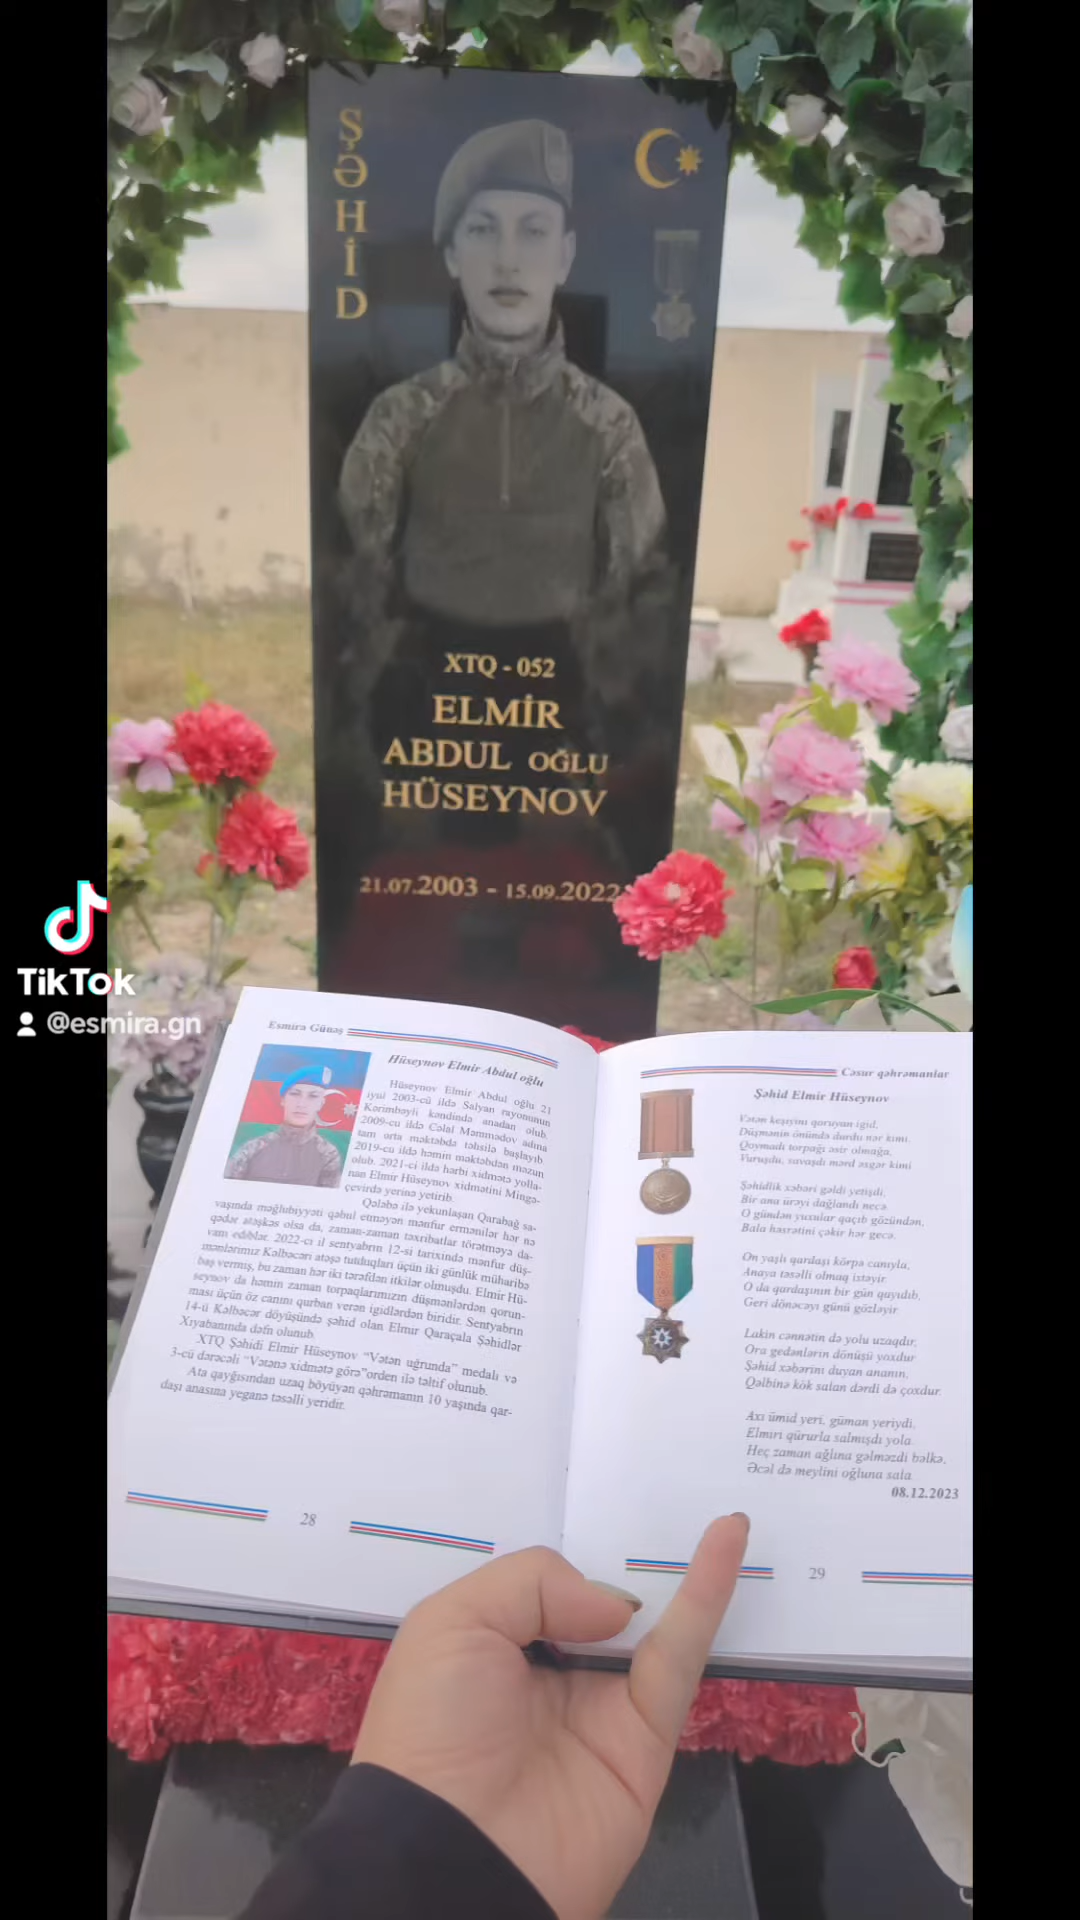 ŞƏHİD
XTQ - 052
ELMİR
ABDUL OĞLU
HÜSEYNOV
21.07.2003 - 15.09.2022
TikTok
@esmira.gn
Esmira Günəş
Hüseynov Elmir Abdul oğlu
Hüseynov Elmir Abdul oğlu 21
iyul 2003-cü ildə Salyan rayonunun
Kərimbəyli kəndində anadan olub.
2009-cu ildə Cəlal Məmmədov adına
tam orta məktəbdə təhsilə başlayıb.
2019-cu ildə həmin məktəbdən məzun
olub. 2021-ci ildə hərbi xidmətə yolla-
nan Elmir Hüseynov xidmətini Mingə-
çevirdə yerinə yetirib.
Qələbə ilə yekunlaşan Qarabağ sa-
vaşında məğlubiyyəti qəbul etməyən mənfur ermənilər hər nə
qədər atəşkəs olsa da, zaman-zaman təxribatlar törətməyə da-
vam ediblər. 2022-ci il sentyabrın 12-si tarixində mənfur düş-
mənlərimiz Kəlbəcəri atəşə tutduqları üçün iki günlük müharibə
baş vermiş, bu zaman hər iki tərəfdən itkilər olmuşdu. Elmir Hü-
seynov da həmin zaman torpaqlarımızın düşmənlərdən qorun-
ması üçün öz canını qurban verən igidlərdən biridir. Sentyabrın
14-ü Kəlbəcər döyüşündə şəhid olan Elmir Qaraçala Şəhidlər
Xiyabanında dəfn olunub.
XTQ Şəhidi Elmir Hüseynov “Vətən uğrunda” medalı və
3-cü dərəcəli “Vətənə xidmətə görə”orden ilə təltif olunub.
Ata qayğısından uzaq böyüyən qəhrəmanın 10 yaşında qar-
daşı anasına yeganə təsəlli yeridir.
28
Cəsur qəhrəmanlar
Şəhid Elmir Hüseynov
Vətən keşiyini qoruyan igid,
Düşmənin önündə durdu nər kimi.
Qoymadı torpağı əsir olmağa,
Vuruşdu, savaşdı mərd əsgər kimi
Şəhidlik xəbəri gəldi yetişdi,
Bir ana ürəyi dağlandı necə.
O gündən yuxular qaçıb gözündən,
Bala həsrətini çəkir hər gecə.
On yaşlı qardaşı körpə canıyla,
Anaya təsəlli olmaq istəyir.
O da qardaşının bir gün qayıdıb,
Geri dönəcəyi günü gözləyir.
Lakin cənnətin də yolu uzaqdır,
Ora gedənlərin dönüşü yoxdur
Şəhid xəbərini duyan ananın,
Qəlbinə kök salan dərdi də çoxdur.
Axı ümid yeri, güman yeriydi,
Elmiri qürurla salmışdı yola.
Heç zaman ağlına gəlməzdi bəlkə,
Əcəl də meylini oğluna sala
08.12.2023
29